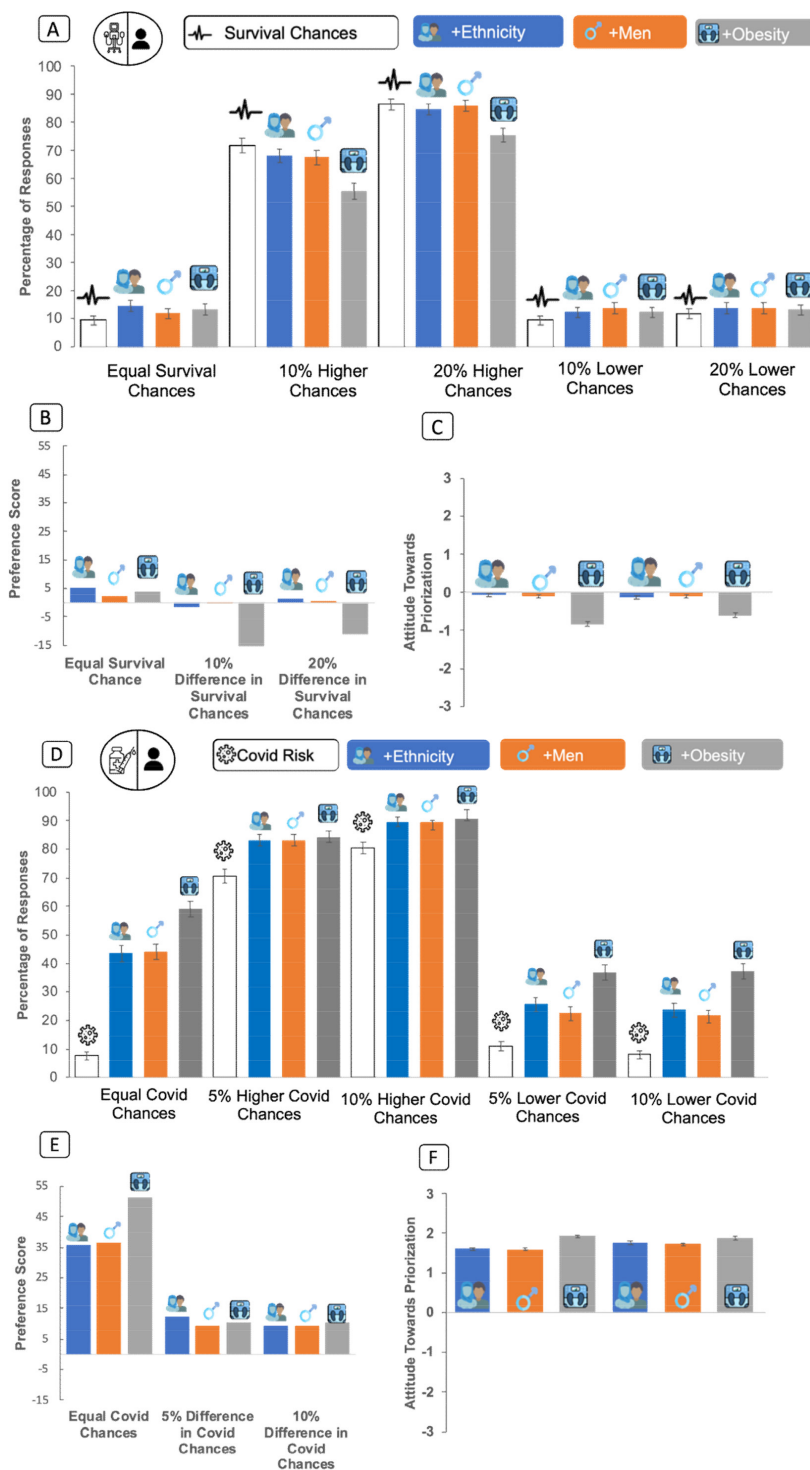 A
Survival Chances
+Ethnicity
+Men
+Obesity
Percentage of Responses
100
90
80
70
60
50
40
30
20
10
0
Equal Survival
Chances
10% Higher
Chances
20% Higher
Chances
10% Lower
Chances
20% Lower
Chances
B
Preference Score
55
45
35
25
15
5
-5
-15
Equal Survival
Chance
10%
Difference in
Survival
Chances
20%
Difference in
Survival
Chances
C
Attitude Towards
Priorization
3
2
1
0
-1
-2
-3
D
Covid Risk
+Ethnicity
+Men
+Obesity
Percentage of Responses
100
90
80
70
60
50
40
30
20
10
0
Equal Covid
Chances
5% Higher Covid
Chances
10% Higher Covid
Chances
5% Lower Covid
Chances
10% Lower Covid
Chances
E
Preference Score
55
45
35
25
15
5
-5
-15
Equal Covid
Chances
5% Difference
in Covid
Chances
10%
Difference in
Covid
Chances
F
Attitude Towards Priorization
3
2
1
0
-1
-2
-3